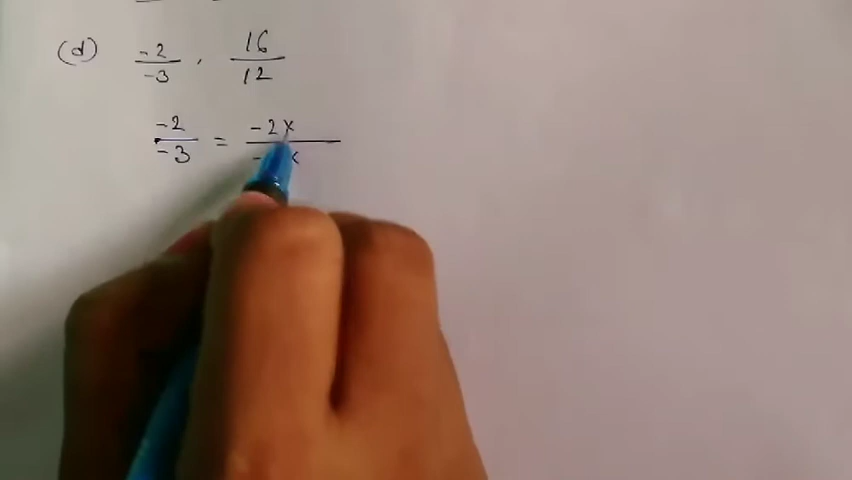 (d) -2/-3 , 16/12
-2/-3 = -2×/- ×